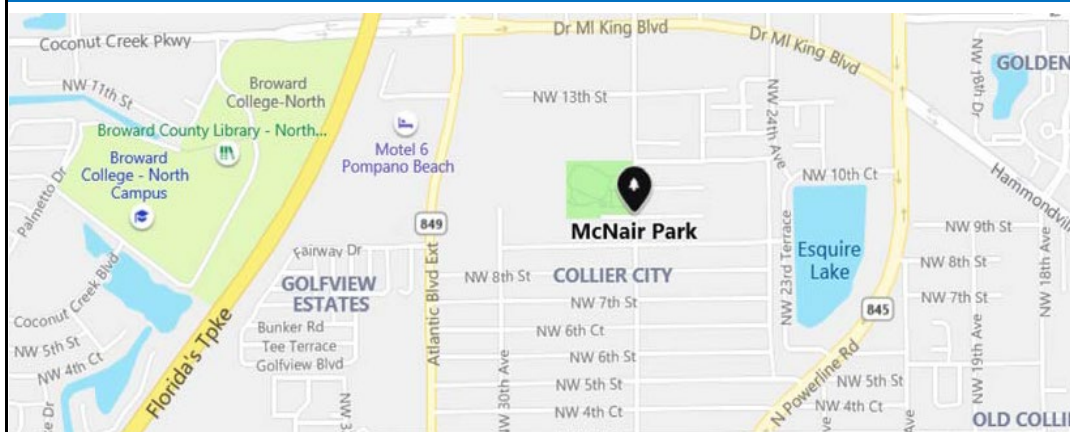 Coconut Creek Pkwy
Dr Ml King Blvd
Dr Ml King Blvd
NW 11th St
Broward
College-North
NW 18th Dr
GOLDEN
NW 13th St
NW 24th Ave
Broward County Library - North...
Motel 6
Pompano Beach
Broward
College - North
Campus
Palmetto Dr
NW 10th Ct
Hammondvil
849
McNair Park
Esquire
Lake
NW 23rd Terrace
NW 9th St
Fairway Dr
GOLFVIEW
ESTATES
Atlantic Blvd Ext
NW 8th St
COLLIER CITY
NW 8th St
NW 18th Ave
Coconut Creek Blvd
NW 7th St
NW 7th St
845
Florida's Tpke
Bunker Rd
Tee Terrace
Golfview Blvd
NW 6th Ct
NW 5th St
NW 4th Ct
NW 6th St
NW 30th Ave
NW 5th St
NW 5th St
NW 19th Ave
N Powerline Rd
NW 4th Ct
NW 4th Ct
NW 3
Dr
Ave
OLD COLLI